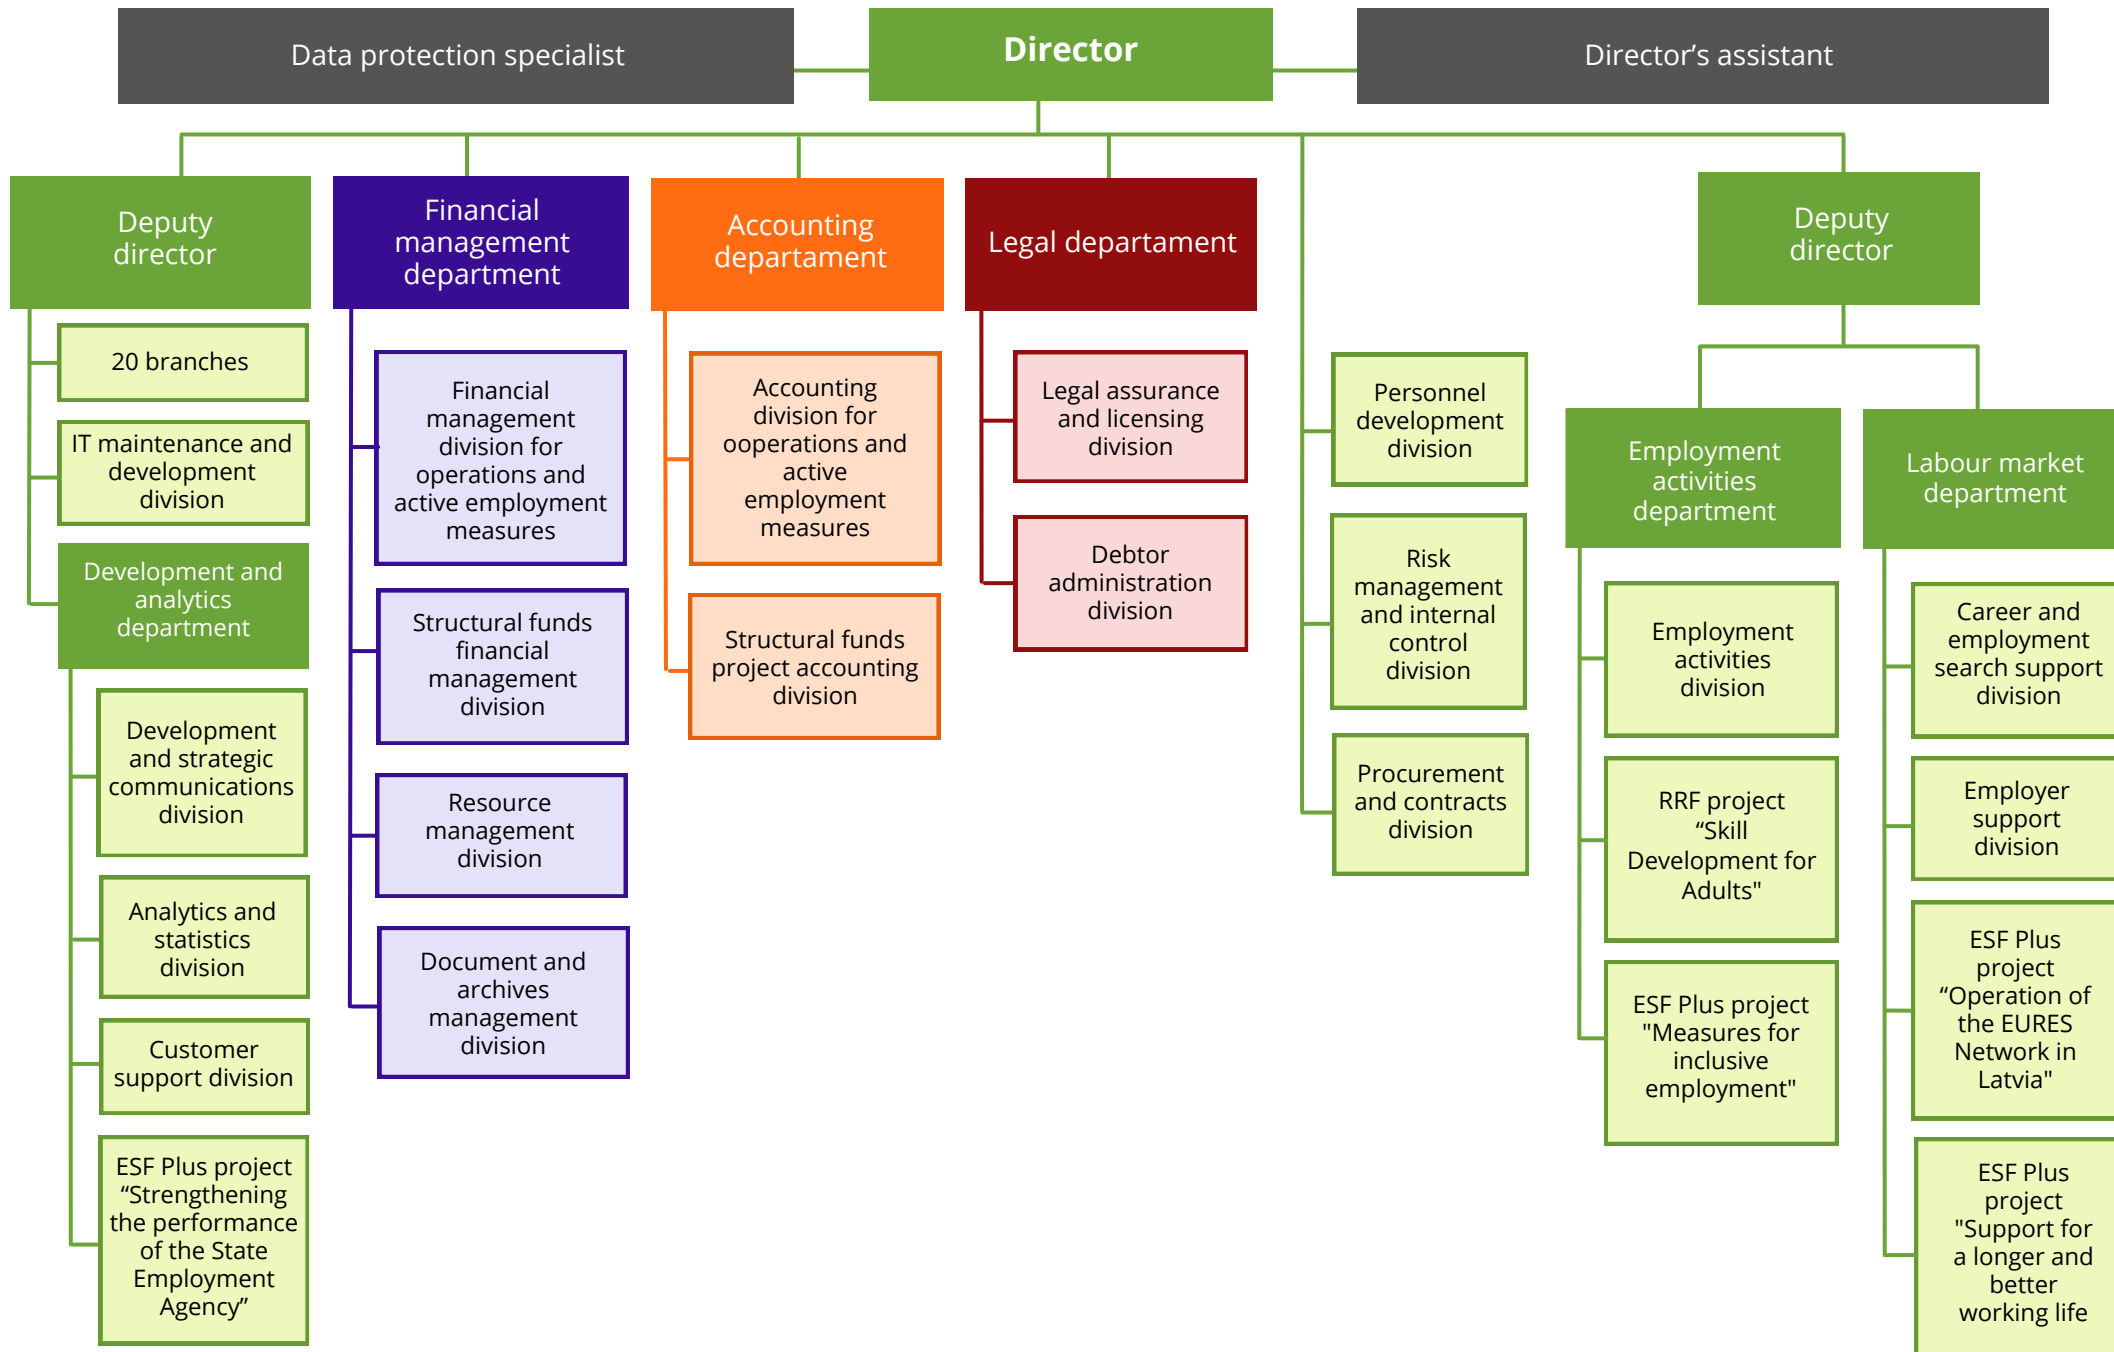 Data protection specialist
Director
Director’s assistant
Deputy
director
20 branches
IT maintenance and
development
division
Development and
analytics
department
Development
and strategic
communications
division
Analytics and
statistics
division
Customer
support division
ESF Plus project
“Strengthening
the performance
of the State
Employment
Agency”
Financial
management
department
Financial
management
division for
operations and
active employment
measures
Structural funds
financial
management
division
Resource
management
division
Document and
archives
management
division
Accounting
departament
Accounting
division for
ooperations and
active
employment
measures
Structural funds
project accounting
division
Legal departament
Legal assurance
and licensing
division
Debtor
administration
division
Personnel
development
division
Risk
management
and internal
control
division
Procurement
and contracts
division
Deputy
director
Employment
activities
department
Employment
activities
division
RRF project
“Skill
Development for
Adults"
ESF Plus project
"Measures for
inclusive
employment"
Labour market
department
Career and
employment
search support
division
Employer
support
division
ESF Plus
project
“Operation of
the EURES
Network in
Latvia"
ESF Plus
project
"Support for
a longer and
better
working life